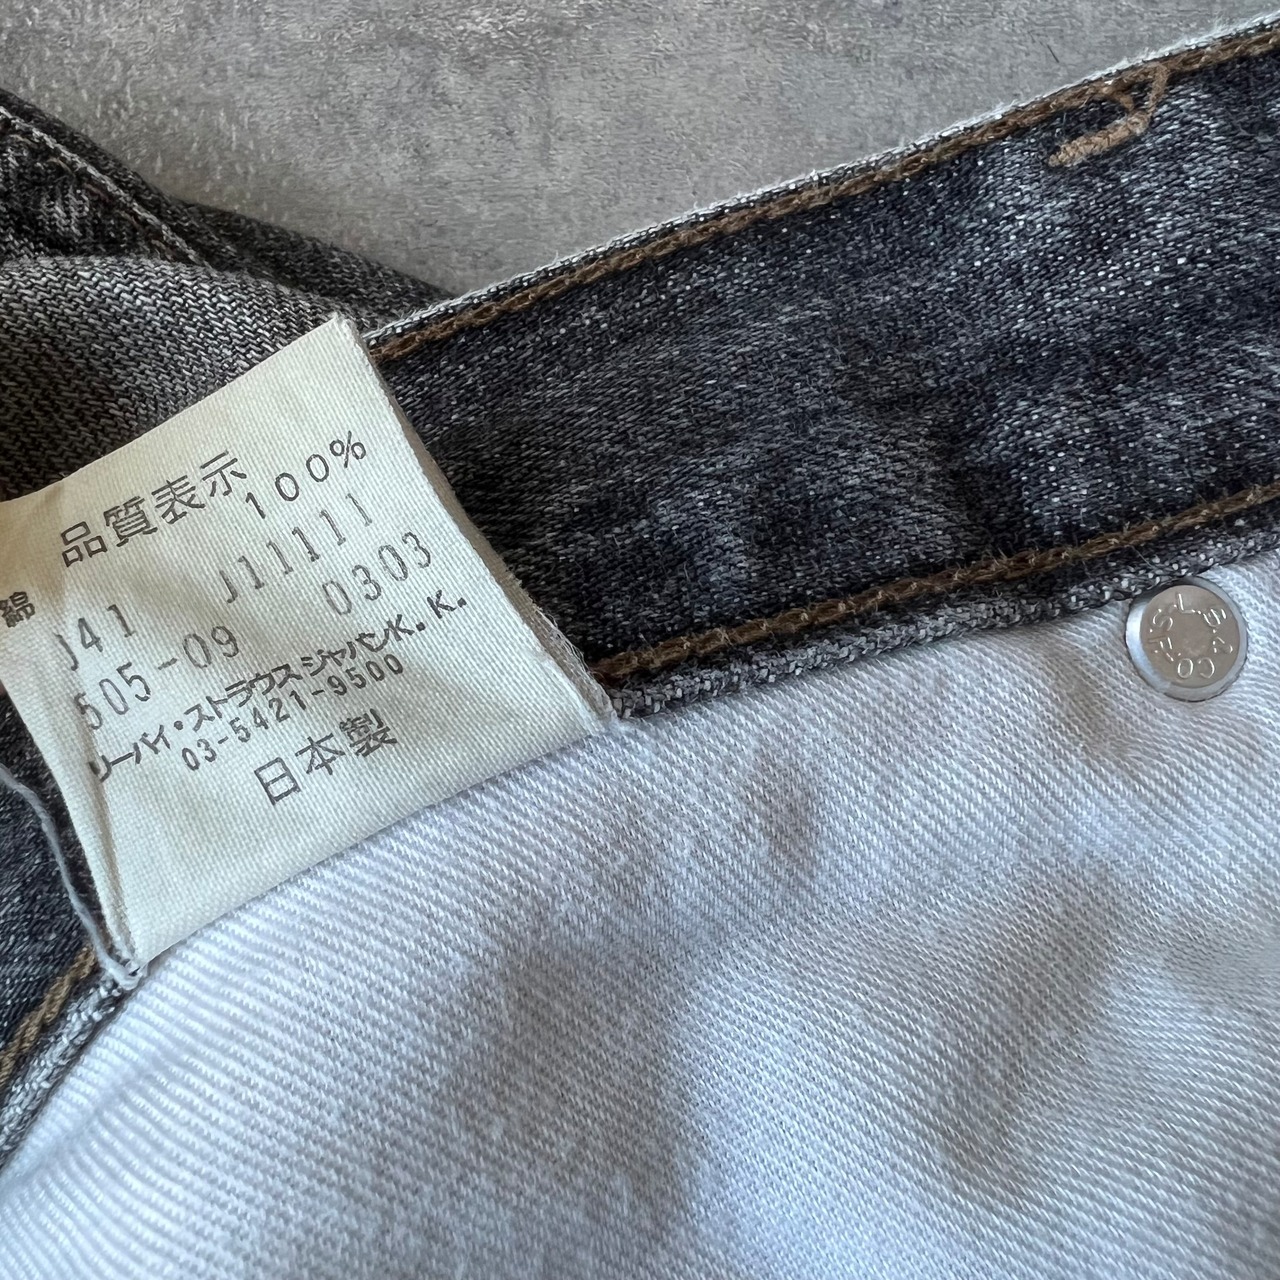 品質表示
綿 100%
J41 J1111
505-09 0303
リーバイ・ストラウスジャパンK.K.
03-5421-9500
日本製
L.S.&CO. S.F.